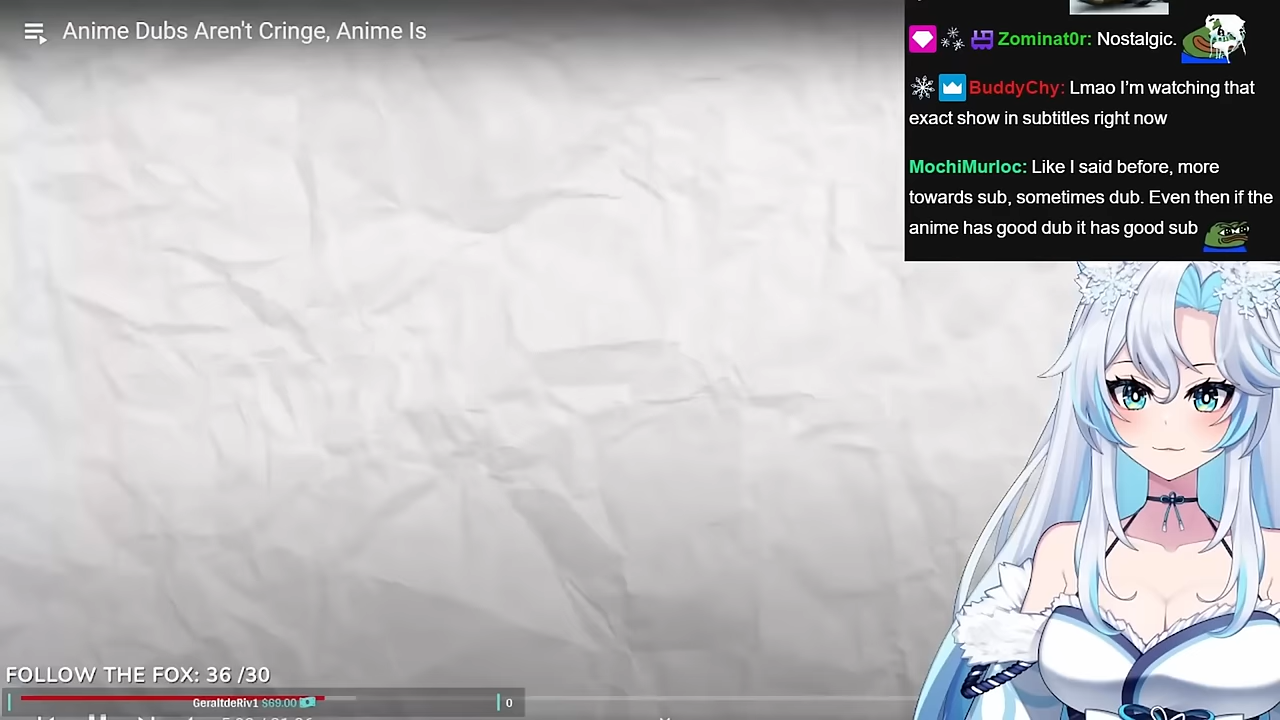 Anime Dubs Aren't Cringe, Anime Is
Zominat0r: Nostalgic.
BuddyChy: Lmao I'm watching that
exact show in subtitles right now
MochiMurloc: Like I said before, more
towards sub, sometimes dub. Even then if the
anime has good dub it has good sub
FOLLOW THE FOX: 36 /30
GeraltdeRiv1 $69.00
0